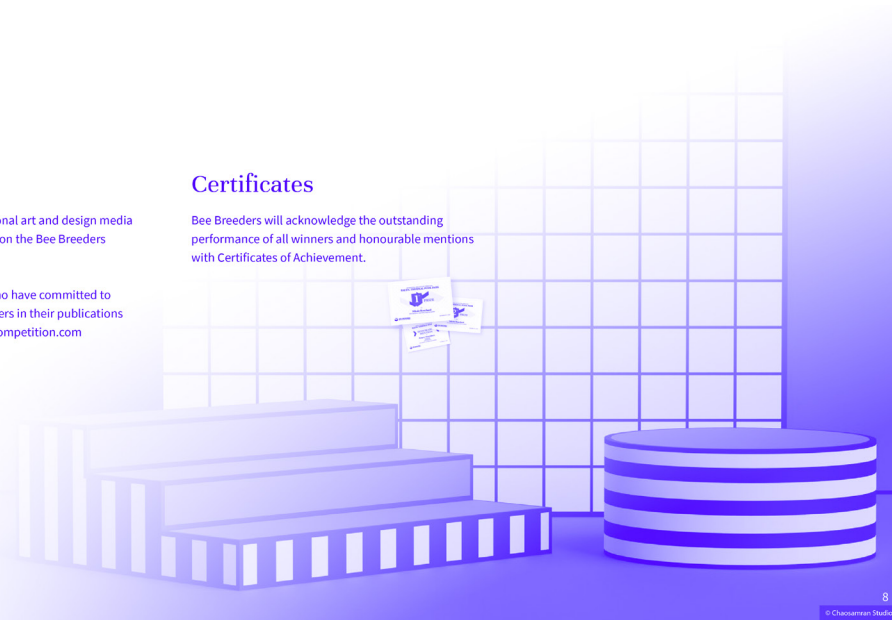 onal art and design media
on the Bee Breeders
o have committed to
ers in their publications
ompetition.com
Certificates
Bee Breeders will acknowledge the outstanding
performance of all winners and honourable mentions
with Certificates of Achievement.
8
© Chaosamran Studio